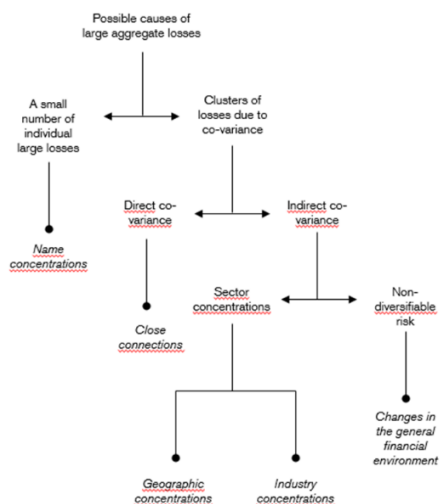 Possible causes of
large aggregate losses
A small
number of
individual
large losses
Clusters of
losses due to
co-variance
Direct co-
variance
Indirect co-
variance
Name
concentrations
Sector
concentrations
Non-
diversifiable
risk
Close
connections
Changes in
the general
financial
environment
Geographic
concentrations
Industry
concentrations